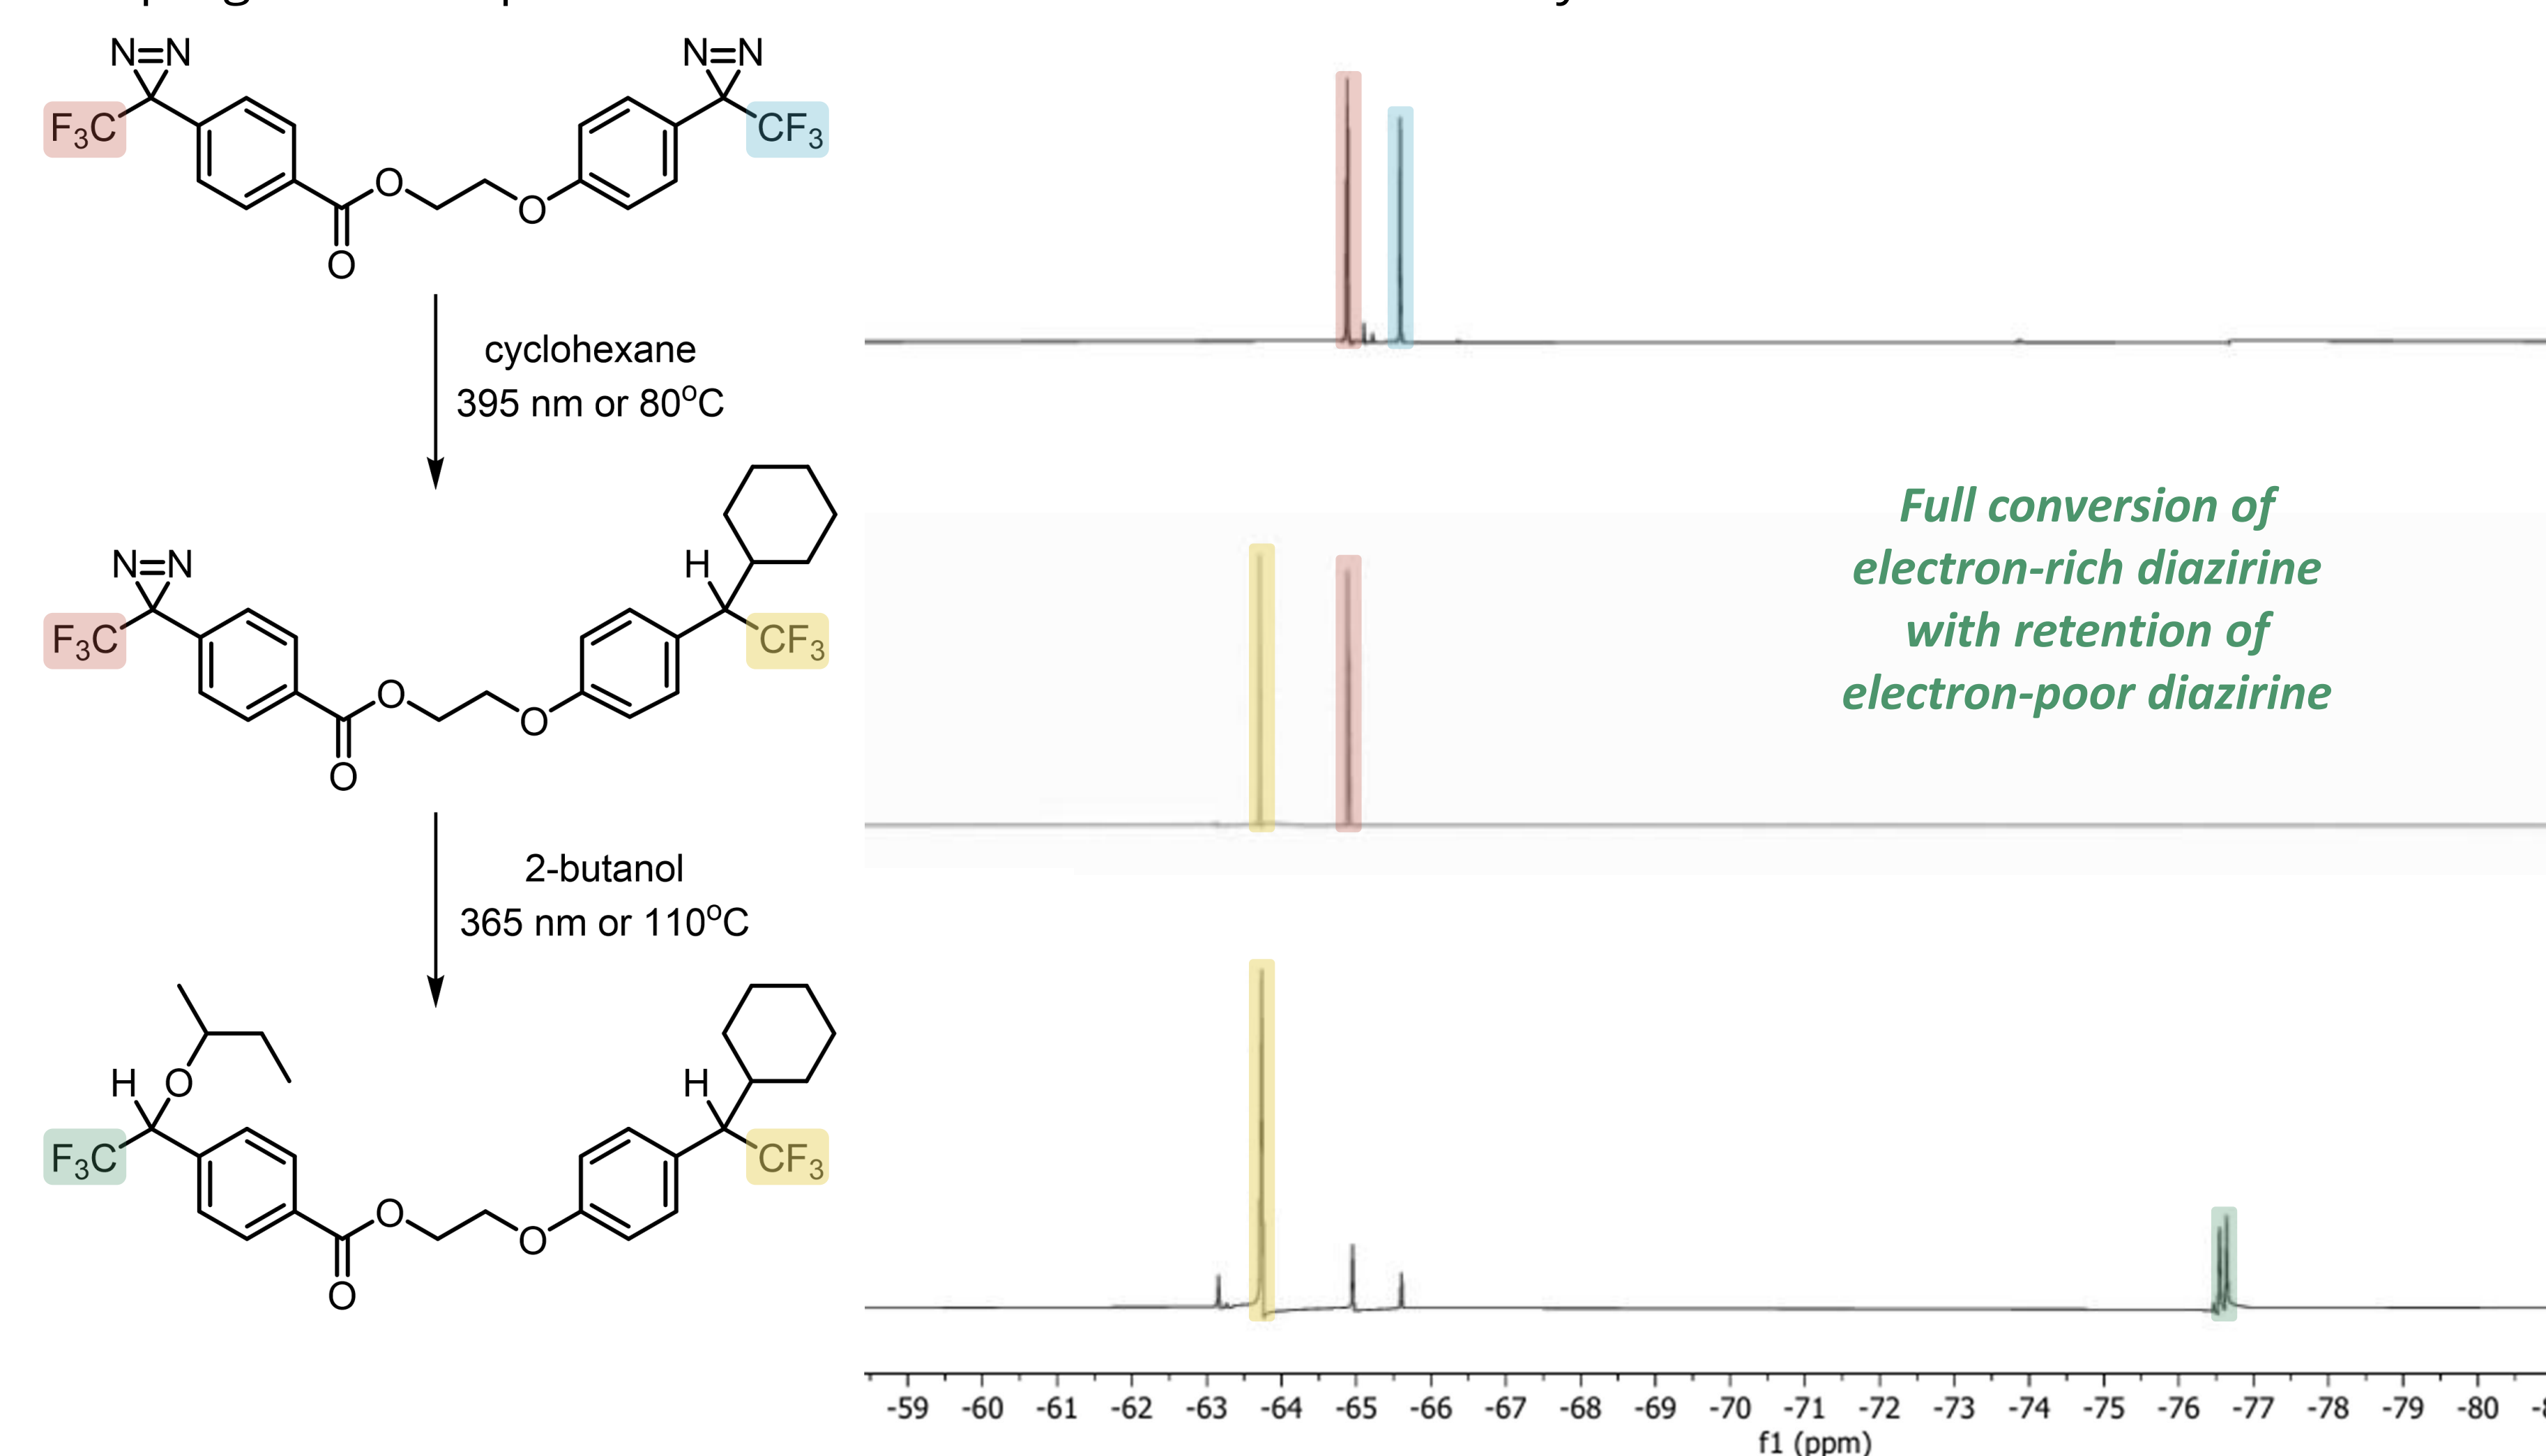 N=N
N=N
F₃C
CF₃
O
O
O
cyclohexane
395 nm or 80°C
N=N
H
F₃C
CF₃
O
O
O
Full conversion of
electron-rich diazirine
with retention of
electron-poor diazirine
2-butanol
365 nm or 110°C
H
O
H
F₃C
CF₃
O
O
O
-59 -60 -61 -62 -63 -64 -65 -66 -67 -68 -69 -70 -71 -72 -73 -74 -75 -76 -77 -78 -79 -80
f1 (ppm)